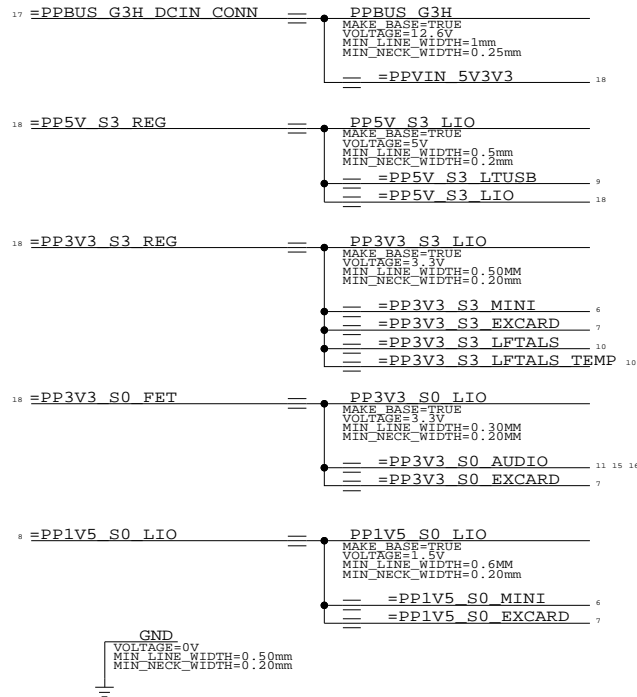 17 =PPBUS_G3H_DCIN_CONN PPBUS_G3H
MAKE_BASE=TRUE
VOLTAGE=12.6V
MIN_LINE_WIDTH=1mm
MIN_NECK_WIDTH=0.25mm
=PPVIN_5V3V3 18
18 =PP5V_S3_REG PP5V_S3_LIO
MAKE_BASE=TRUE
VOLTAGE=5V
MIN_LINE_WIDTH=0.5mm
MIN_NECK_WIDTH=0.2mm
=PP5V_S3_LTUSB 9
=PP5V_S3_LIO 18
18 =PP3V3_S3_REG PP3V3_S3_LIO
MAKE_BASE=TRUE
VOLTAGE=3.3V
MIN_LINE_WIDTH=0.50MM
MIN_NECK_WIDTH=0.20mm
=PP3V3_S3_MINI 6
=PP3V3_S3_EXCARD 7
=PP3V3_S3_LFTALS 10
=PP3V3_S3_LFTALS_TEMP 10
18 =PP3V3_S0_FET PP3V3_S0_LIO
MAKE_BASE=TRUE
VOLTAGE=3.3V
MIN_LINE_WIDTH=0.30MM
MIN_NECK_WIDTH=0.20MM
=PP3V3_S0_AUDIO 11 15 16
=PP3V3_S0_EXCARD 7
8 =PP1V5_S0_LIO PP1V5_S0_LIO
MAKE_BASE=TRUE
VOLTAGE=1.5V
MIN_LINE_WIDTH=0.6MM
MIN_NECK_WIDTH=0.20mm
=PP1V5_S0_MINI 6
=PP1V5_S0_EXCARD 7
GND
VOLTAGE=0V
MIN_LINE_WIDTH=0.50mm
MIN_NECK_WIDTH=0.20mm